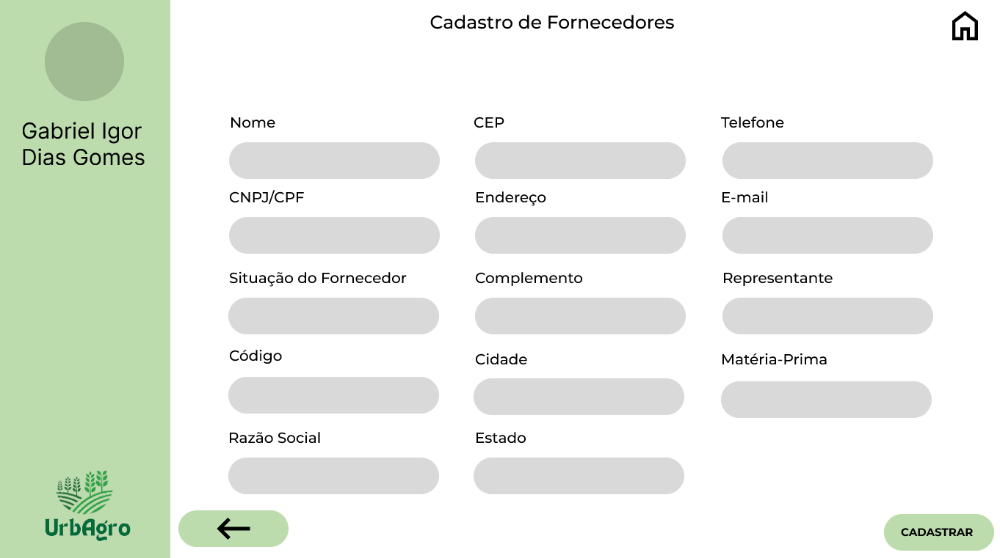 Cadastro de Fornecedores
Gabriel Igor
Dias Gomes
Nome
CEP
Telefone
CNPJ/CPF
Endereço
E-mail
Situação do Fornecedor
Complemento
Representante
Código
Cidade
Matéria-Prima
Razão Social
Estado
UrbAgro
CADASTRAR